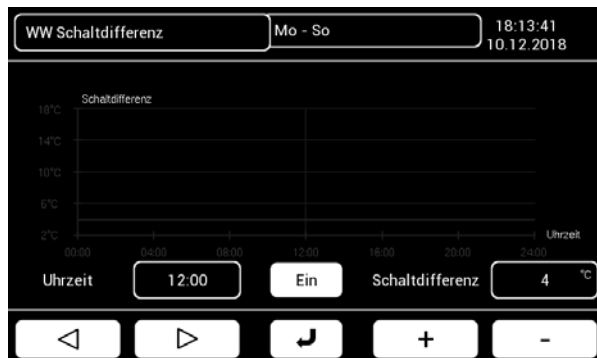 WW Schaltdifferenz
Mo - So
18:13:41
10.12.2018
Schaltdifferenz
18°C
14°C
10°C
6°C
2°C
Uhrzeit
00:00 04:00 08:00 12:00 16:00 20:00 24:00
Uhrzeit 12:00 Ein Schaltdifferenz 4 °C
+ -